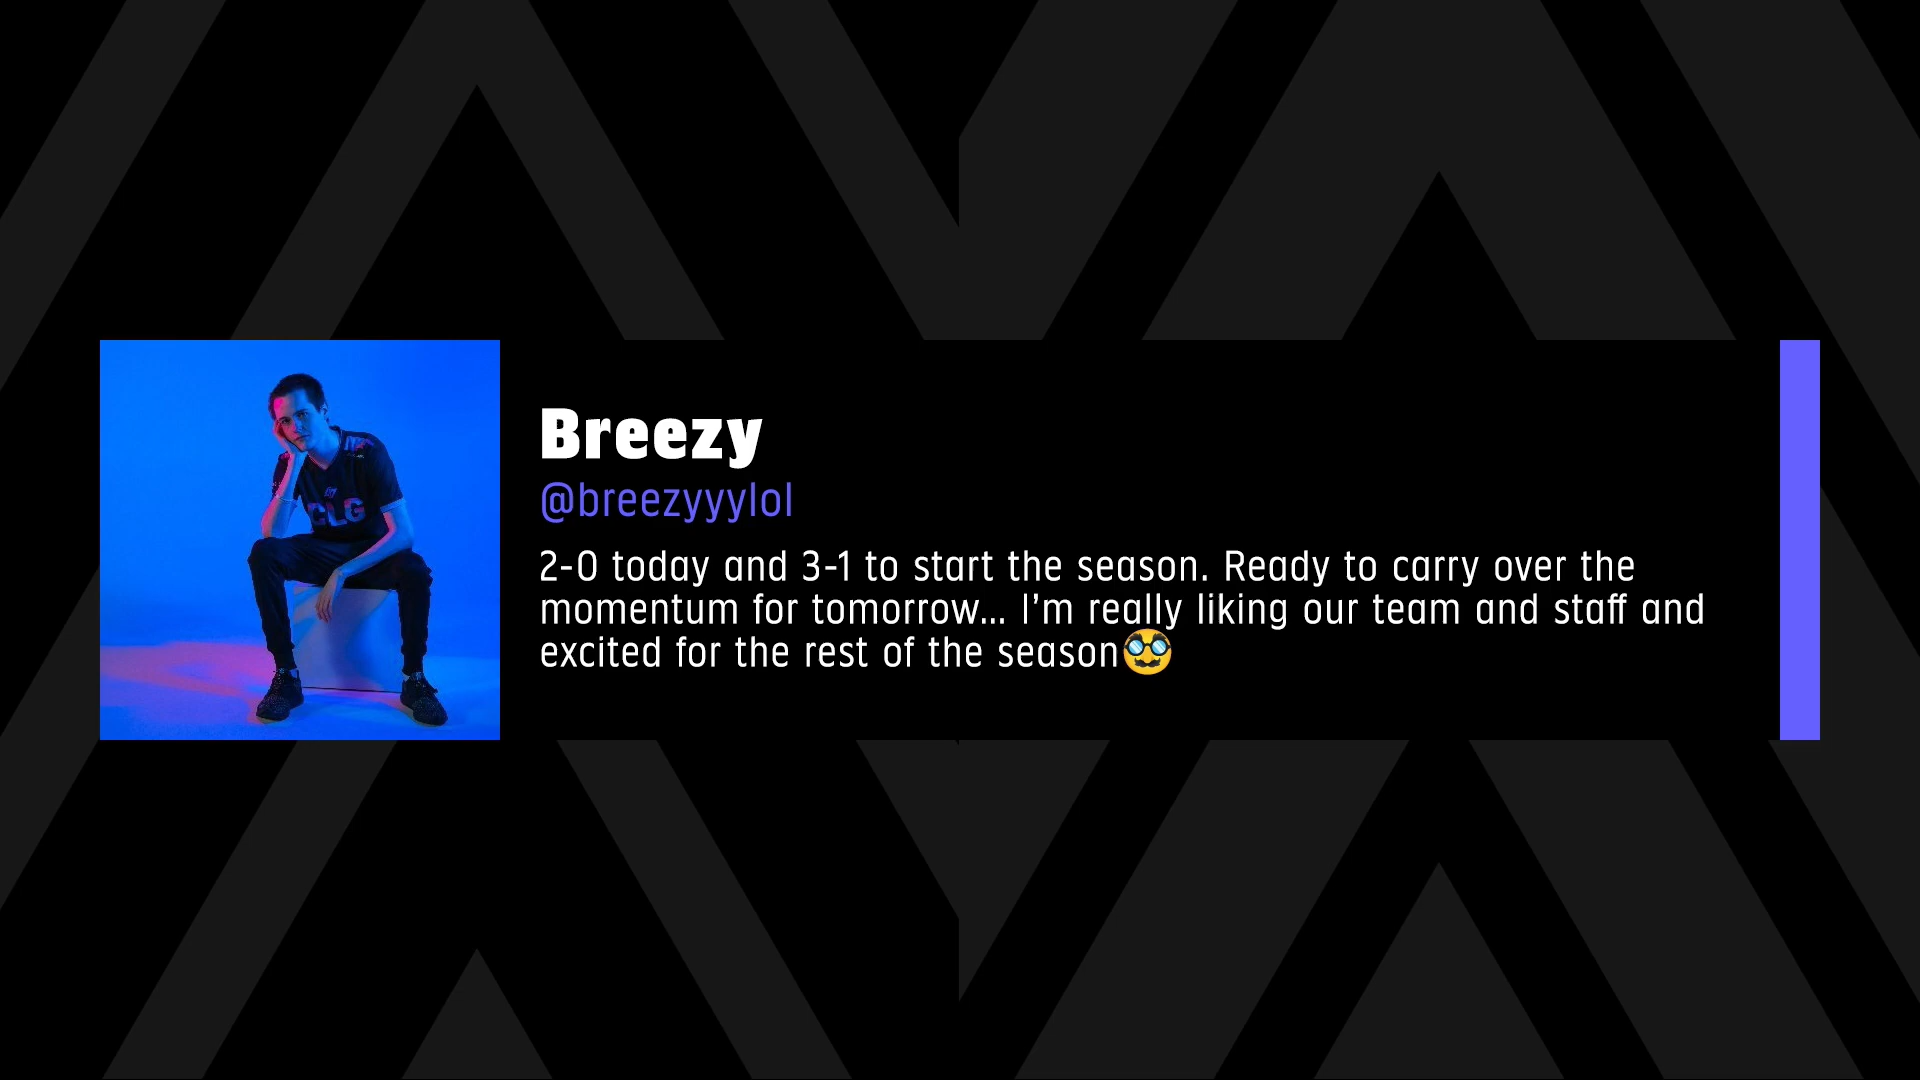 CLG
Breezy
@breezyyylol
2-0 today and 3-1 to start the season. Ready to carry over the
momentum for tomorrow... I’m really liking our team and staff and
excited for the rest of the season🥸